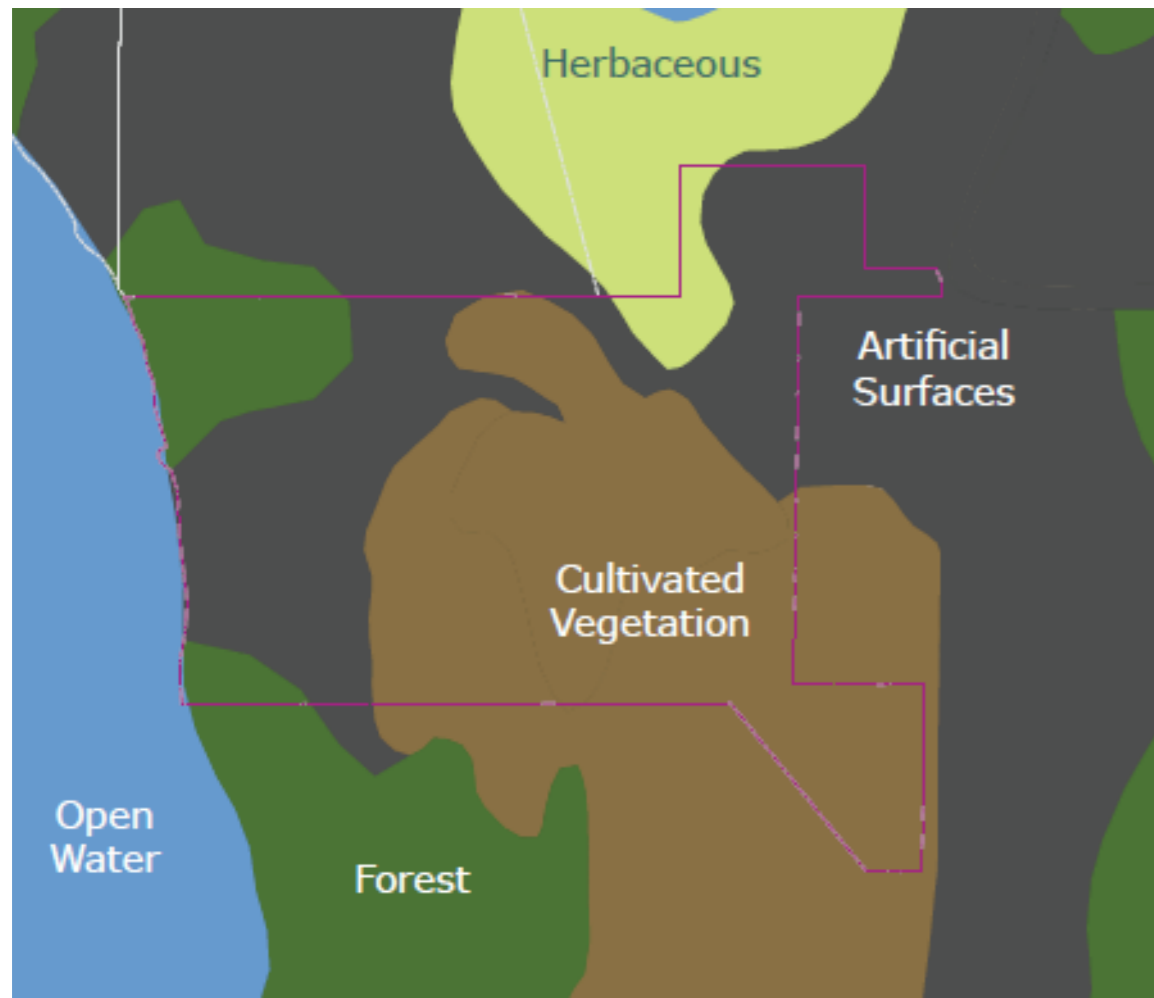 Herbaceous
Artificial
Surfaces
Cultivated
Vegetation
Open
Water
Forest